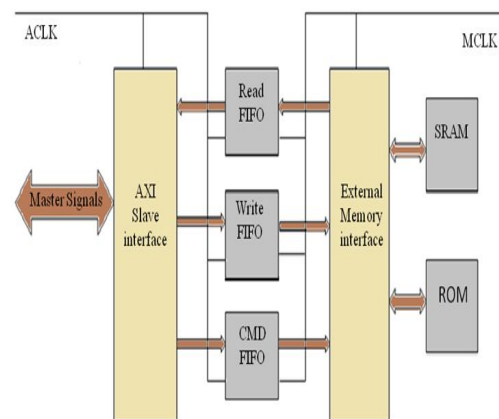 ACLK
MCLK
Read
FIFO
SRAM
Master Signals
AXI
Slave
interface
Write
FIFO
External
Memory
interface
ROM
CMD
FIFO